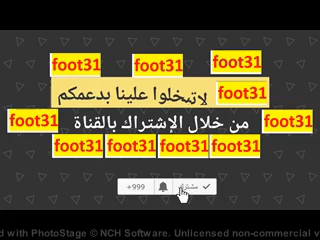 foot31 foot31 foot31
لاتبخلوا علينا بدعمكم foot31
foot31 من خلال الإشتراك بالقناة foot31
foot31 foot31 foot31 foot31
+999 مشترك
d with PhotoStage © NCH Software. Unlicensed non-commercial v